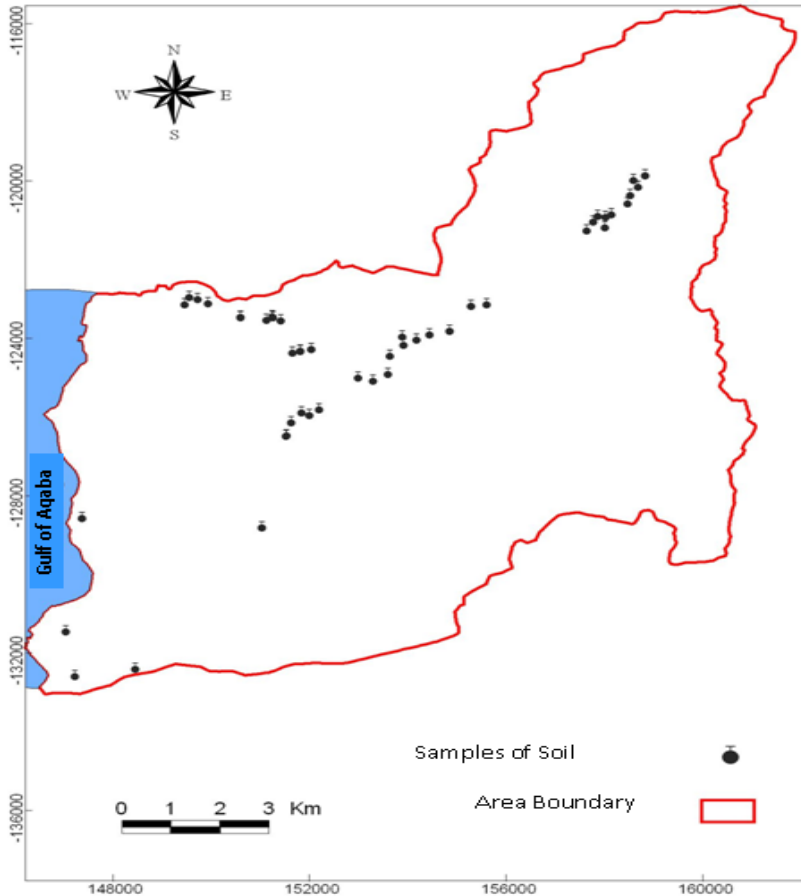 -116000
N
W E
S
-120000
-124000
Gulf of Aqaba
-128000
-132000
Samples of Soil
Area Boundary
0 1 2 3 Km
-136000
148000 152000 156000 160000